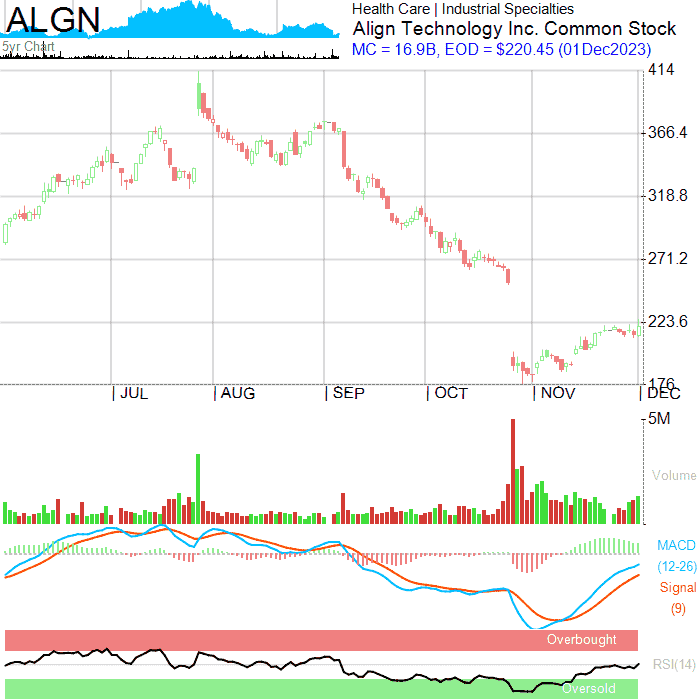 ALGN
5yr Chart
Health Care | Industrial Specialties
Align Technology Inc. Common Stock
MC = 16.9B, EOD = $220.45 (01Dec2023)
414
366.4
318.8
271.2
223.6
176
| JUL | AUG | SEP | OCT | NOV | DEC
5M
Volume
MACD
(12-26)
Signal
(9)
Overbought
RSI(14)
Oversold